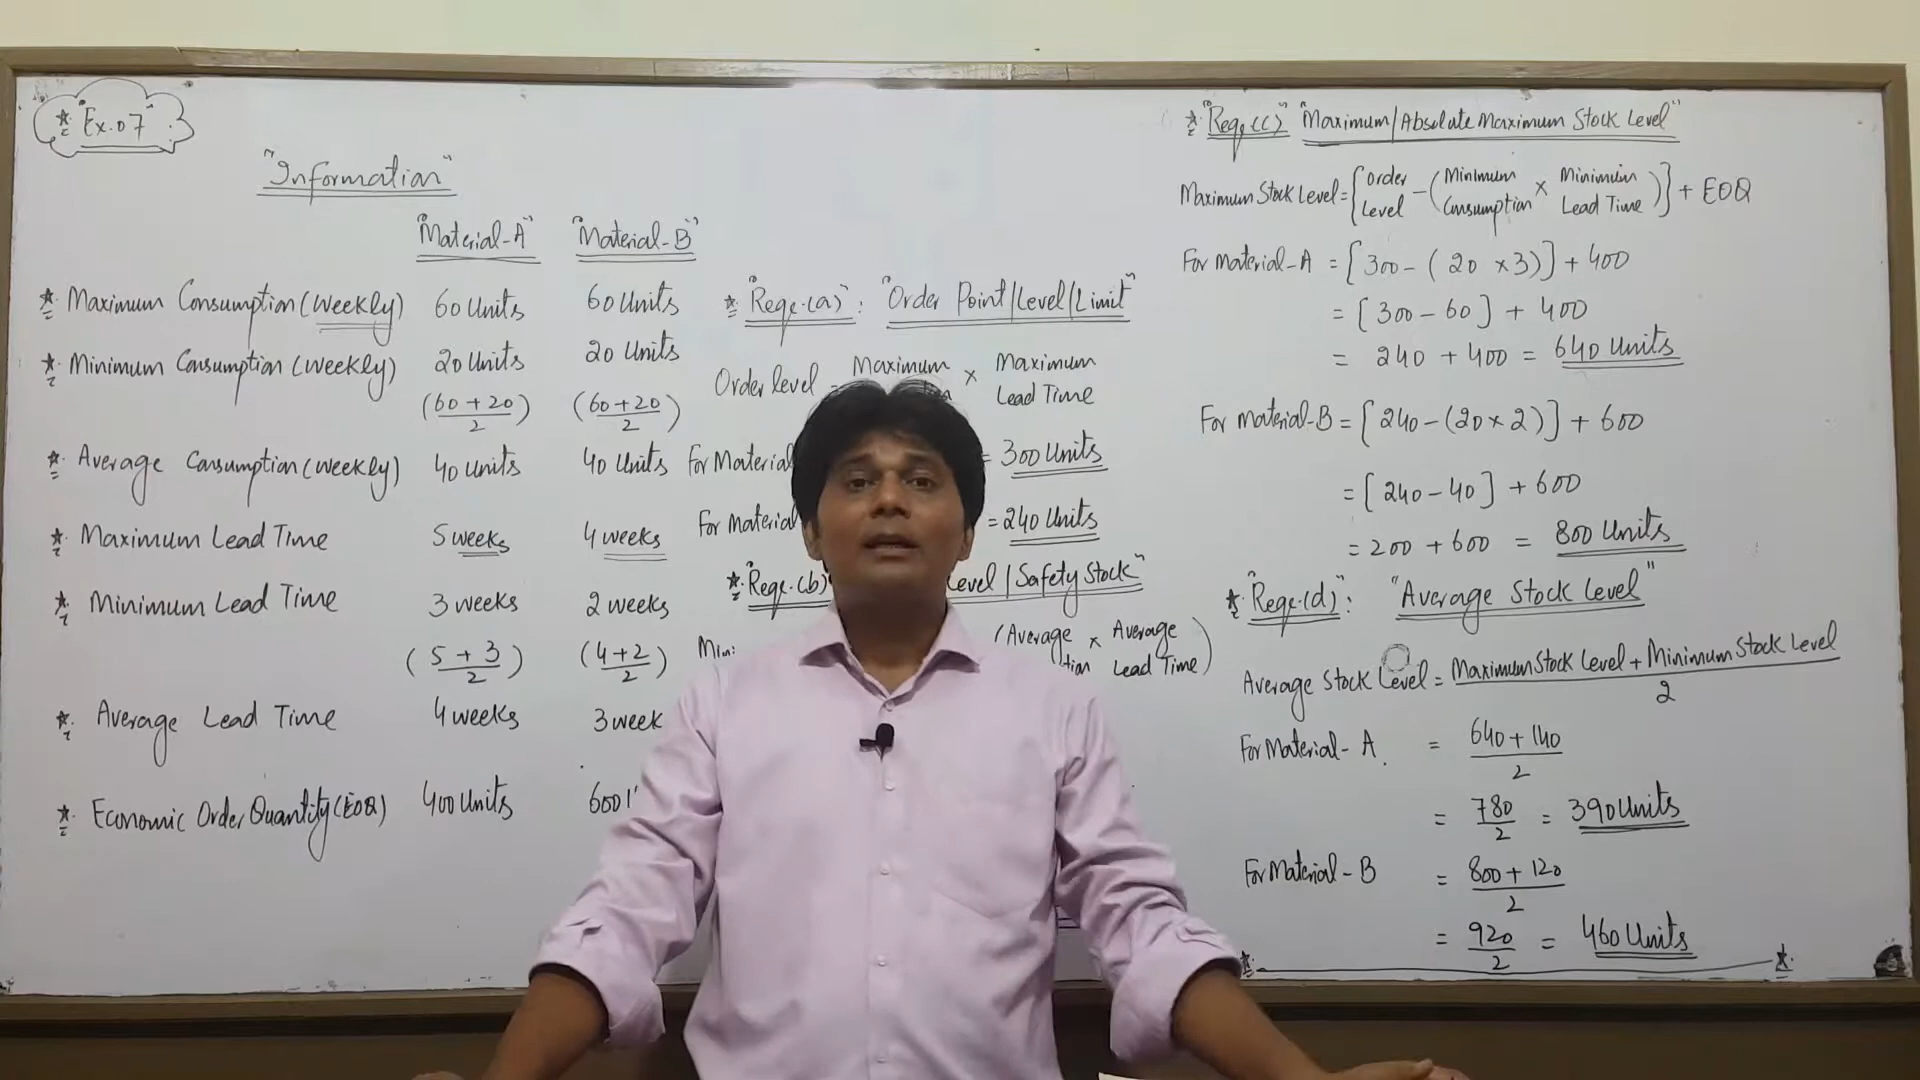 Ex.07
"Information"
"Material-A" "Material-B"
Maximum Consumption (Weekly) 60 Units 60 Units
Minimum Consumption (Weekly) 20 Units 20 Units
(60+20)/2 (60+20)/2
Average Consumption (Weekly) 40 Units 40 Units
Maximum Lead Time 5 weeks 4 weeks
Minimum Lead Time 3 weeks 2 weeks
(5+3)/2 (4+2)/2
Average Lead Time 4 weeks 3 week
Economic Order Quantity (EOQ) 400 Units 600
"Reqe.(a)": "Order Point/Level/Limit"
Order level = Maximum × Maximum Lead Time
For Material = 300 Units
For Material = 240 Units
"Reqe.(b) Level / Safety Stock"
(Average × Average Lead Time)
"Reqe.(c)" "Maximum/Absolute Maximum Stock Level"
Maximum Stock Level = {Order Level - (Minimum Consumption × Minimum Lead Time)} + EOQ
For Material-A = [300 - (20 × 3)] + 400
= [300 - 60] + 400
= 240 + 400 = 640 Units
For Material-B = [240 - (20 × 2)] + 600
= [240 - 40] + 600
= 200 + 600 = 800 Units
"Reqe.(d)": "Average Stock Level"
Average Stock Level = Maximum Stock Level + Minimum Stock Level / 2
For Material-A = 640 + 140 / 2
= 780/2 = 390 Units
For Material-B = 800 + 120 / 2
= 920/2 = 460 Units